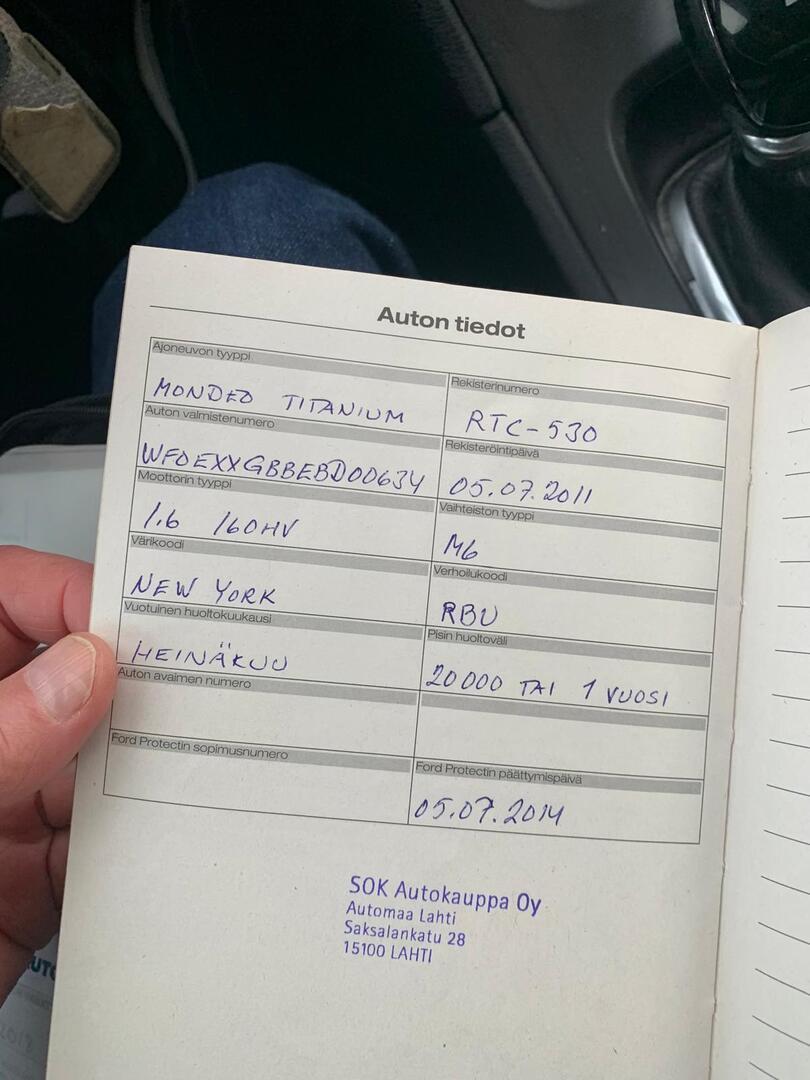 Auton tiedot
Ajoneuvon tyyppi
MONDEO TITANIUM
Rekisterinumero
RTC-530
Auton valmistenumero
WF0EXXGBBEBD00634
Rekisteröintipäivä
05.07.2011
Moottorin tyyppi
1.6 160HV
Vaihteiston tyyppi
M6
Värikoodi
NEW YORK
Verhoilukoodi
RBU
Vuotuinen huoltokuukausi
HEINÄKUU
Pisin huoltoväli
20000 TAI 1 VUOSI
Auton avaimen numero
Ford Protectin sopimusnumero
Ford Protectin päättymispäivä
05.07.2014
SOK Autokauppa Oy
Automaa Lahti
Saksalankatu 28
15100 LAHTI